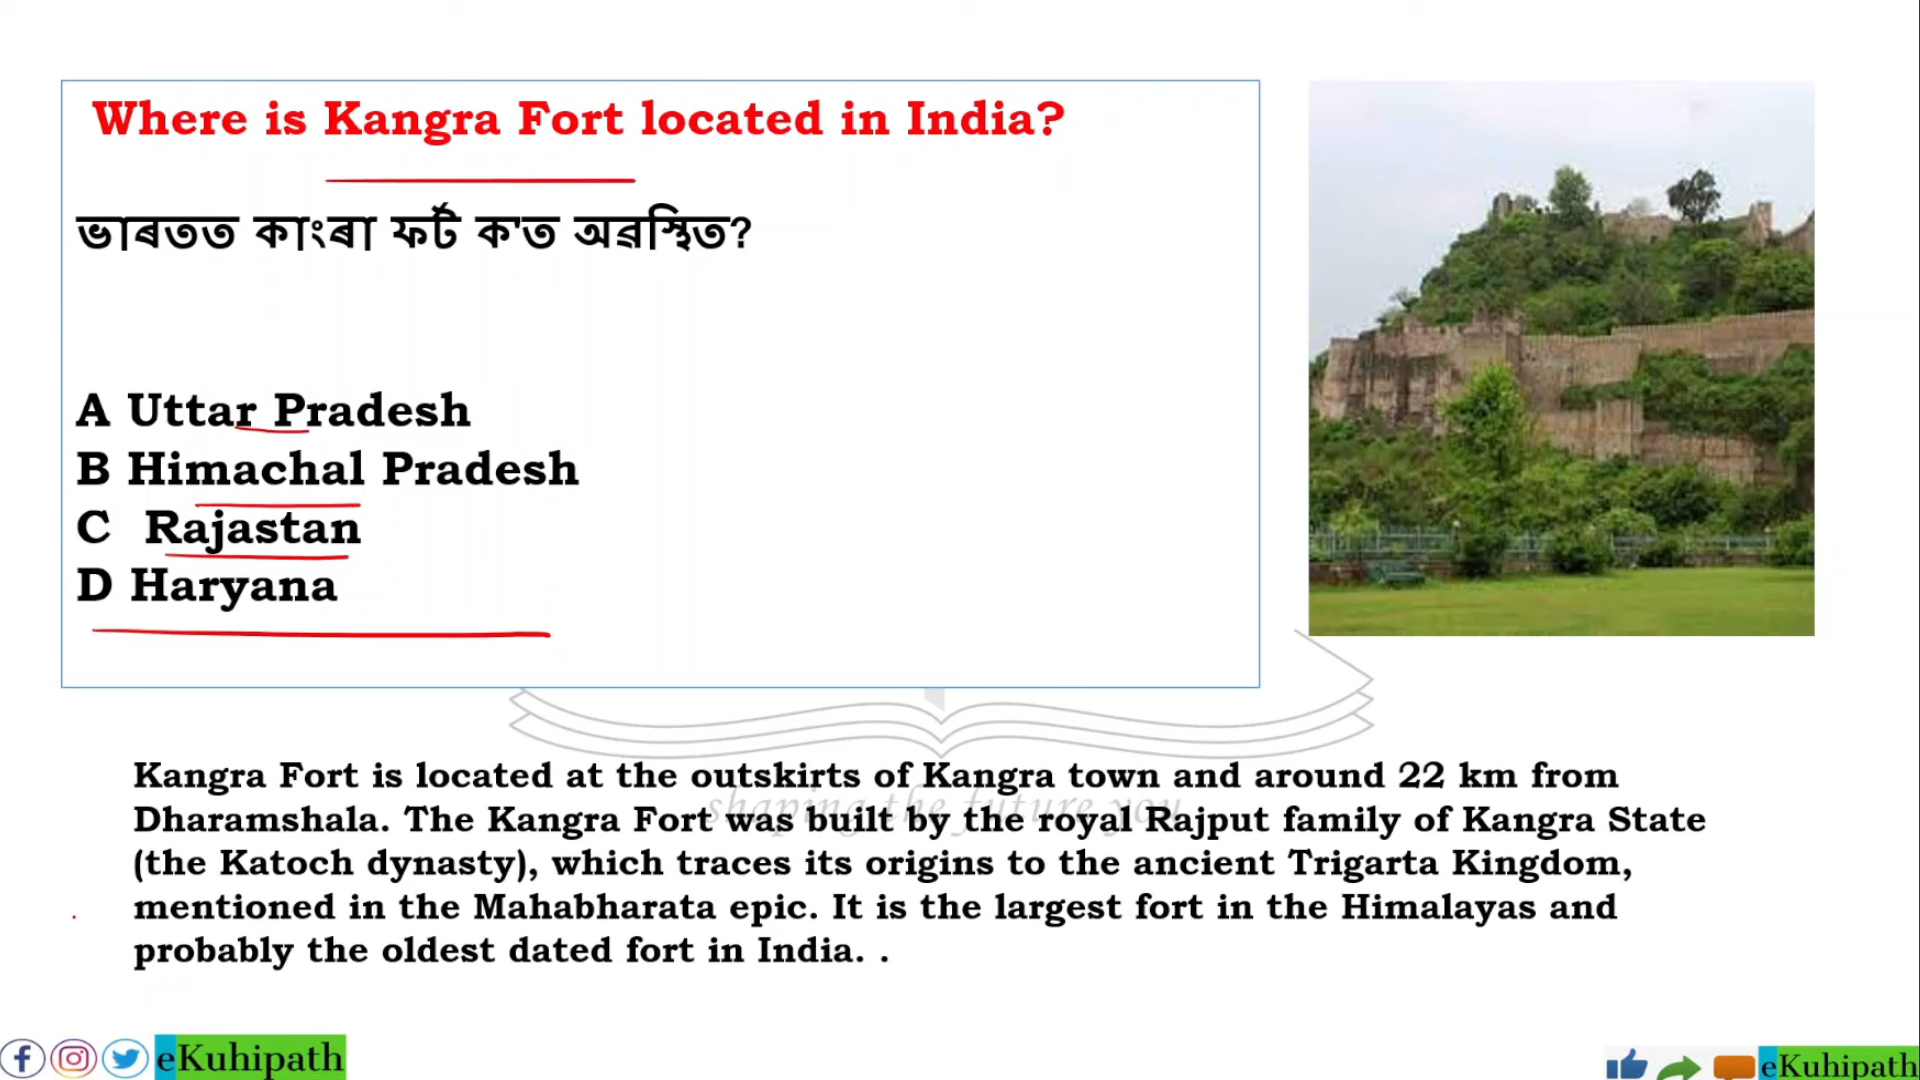 Where is Kangra Fort located in India?
ভাৰতত কাংৰা ফৰ্ট ক'ত অৱস্থিত?
A Uttar Pradesh
B Himachal Pradesh
C Rajastan
D Haryana
Kangra Fort is located at the outskirts of Kangra town and around 22 km from
Dharamshala. The Kangra Fort was built by the royal Rajput family of Kangra State
(the Katoch dynasty), which traces its origins to the ancient Trigarta Kingdom,
mentioned in the Mahabharata epic. It is the largest fort in the Himalayas and
probably the oldest dated fort in India. .
shaping the future you
eKuhipath
eKuhipath